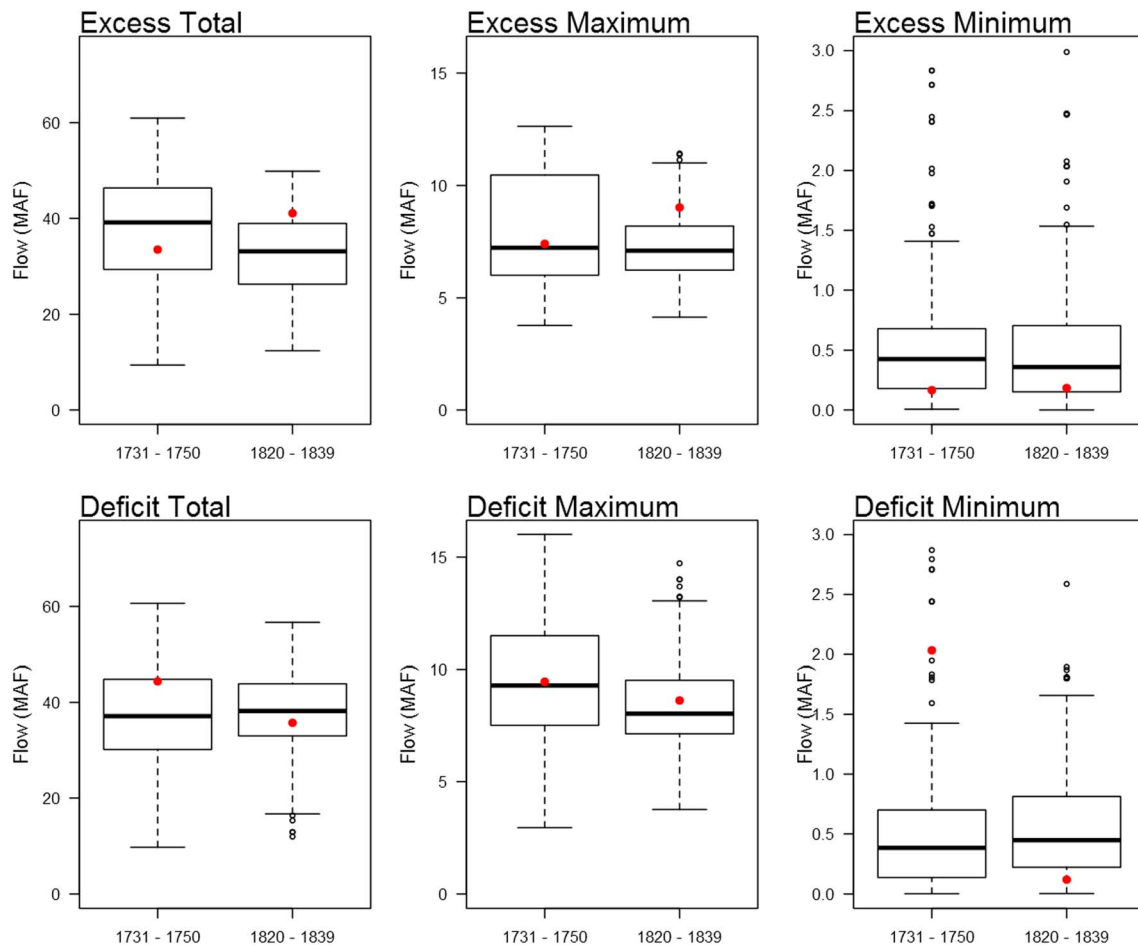 Excess Total
Flow (MAF)
60
40
20
0
1731 - 1750
1820 - 1839
Excess Maximum
Flow (MAF)
15
10
5
0
1731 - 1750
1820 - 1839
Excess Minimum
Flow (MAF)
3.0
2.5
2.0
1.5
1.0
0.5
0.0
1731 - 1750
1820 - 1839
Deficit Total
Flow (MAF)
60
40
20
0
1731 - 1750
1820 - 1839
Deficit Maximum
Flow (MAF)
15
10
5
0
1731 - 1750
1820 - 1839
Deficit Minimum
Flow (MAF)
3.0
2.5
2.0
1.5
1.0
0.5
0.0
1731 - 1750
1820 - 1839